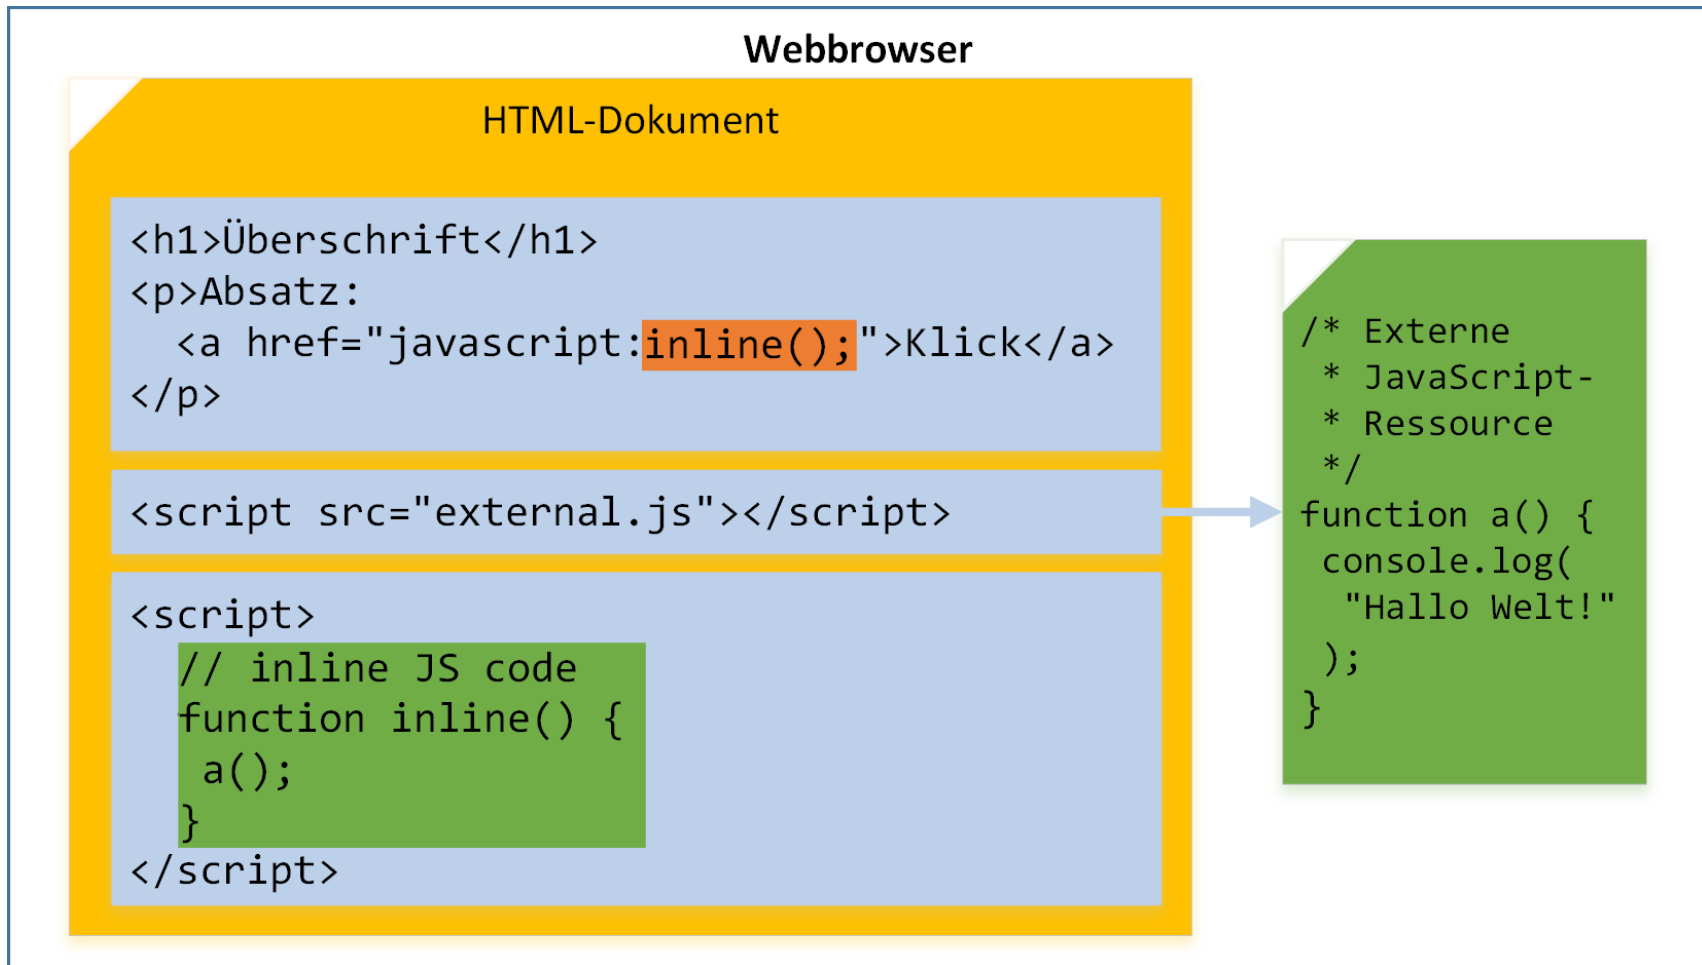 Webbrowser
HTML-Dokument
<h1>Überschrift</h1>
<p>Absatz:
  <a href="javascript:inline();">Klick</a>
</p>
<script src="external.js"></script>
<script>
  // inline JS code
  function inline() {
   a();
  }
</script>
/* Externe
 * JavaScript-
 * Ressource
 */
function a() {
 console.log(
  "Hallo Welt!"
 );
}